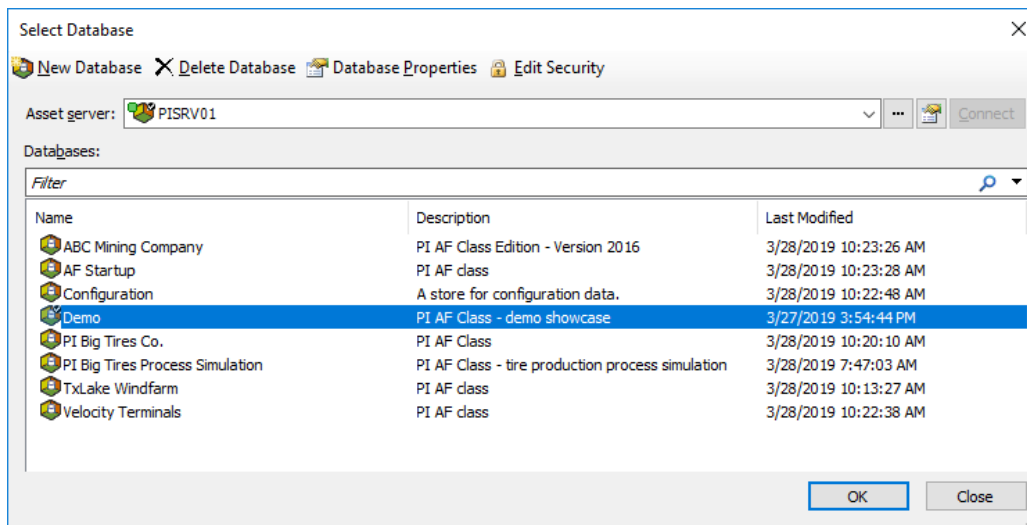 Select Database
New Database Delete Database Database Properties Edit Security
Asset server: PISRV01 ... Connect
Databases:
Filter
Name Description Last Modified
ABC Mining Company PI AF Class Edition - Version 2016 3/28/2019 10:23:26 AM
AF Startup PI AF class 3/28/2019 10:23:28 AM
Configuration A store for configuration data. 3/28/2019 10:22:48 AM
Demo PI AF Class - demo showcase 3/27/2019 3:54:44 PM
PI Big Tires Co. PI AF Class 3/28/2019 10:20:10 AM
PI Big Tires Process Simulation PI AF Class - tire production process simulation 3/28/2019 7:47:03 AM
TxLake Windfarm PI AF class 3/28/2019 10:13:27 AM
Velocity Terminals PI AF class 3/28/2019 10:22:38 AM
OK Close